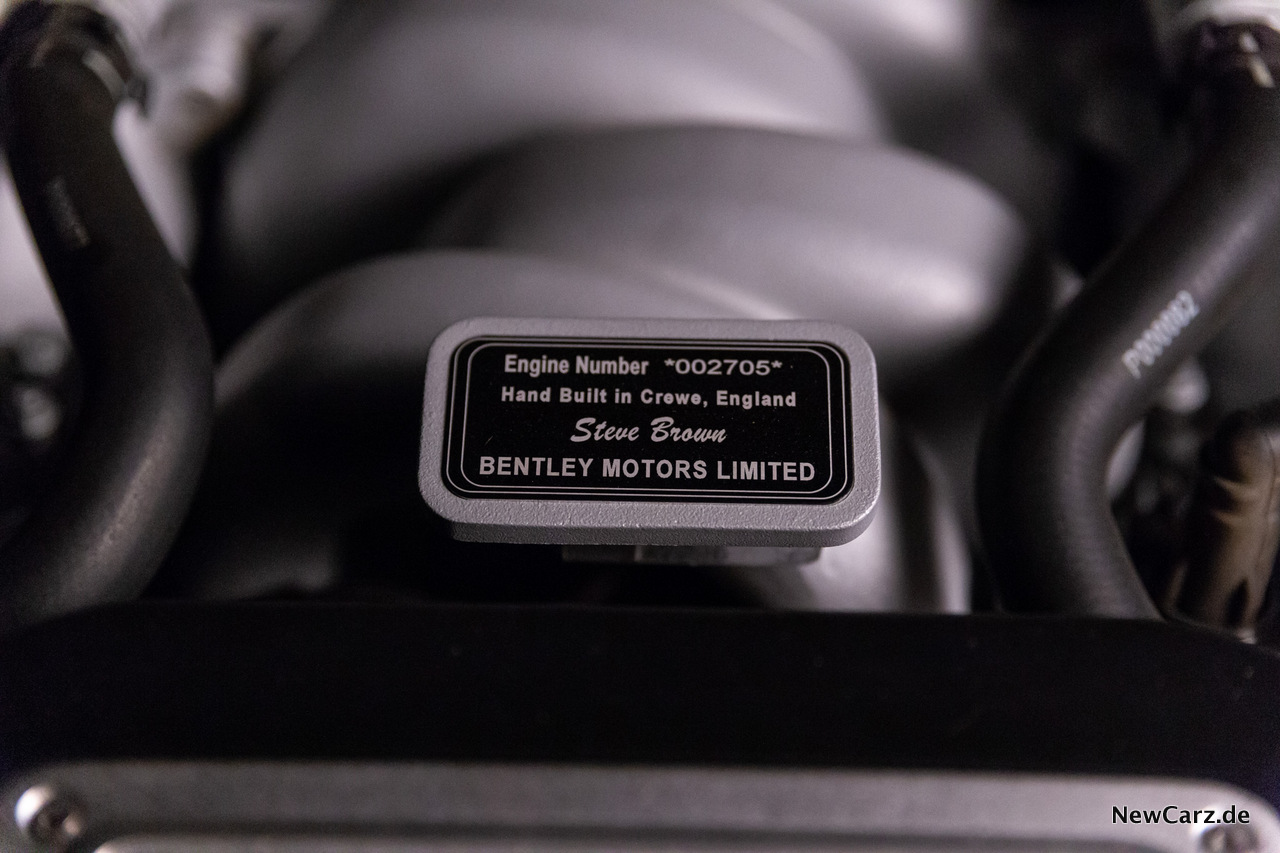 Engine Number *002705*
Hand Built in Crewe, England
Steve Brown
BENTLEY MOTORS LIMITED
NewCarz.de